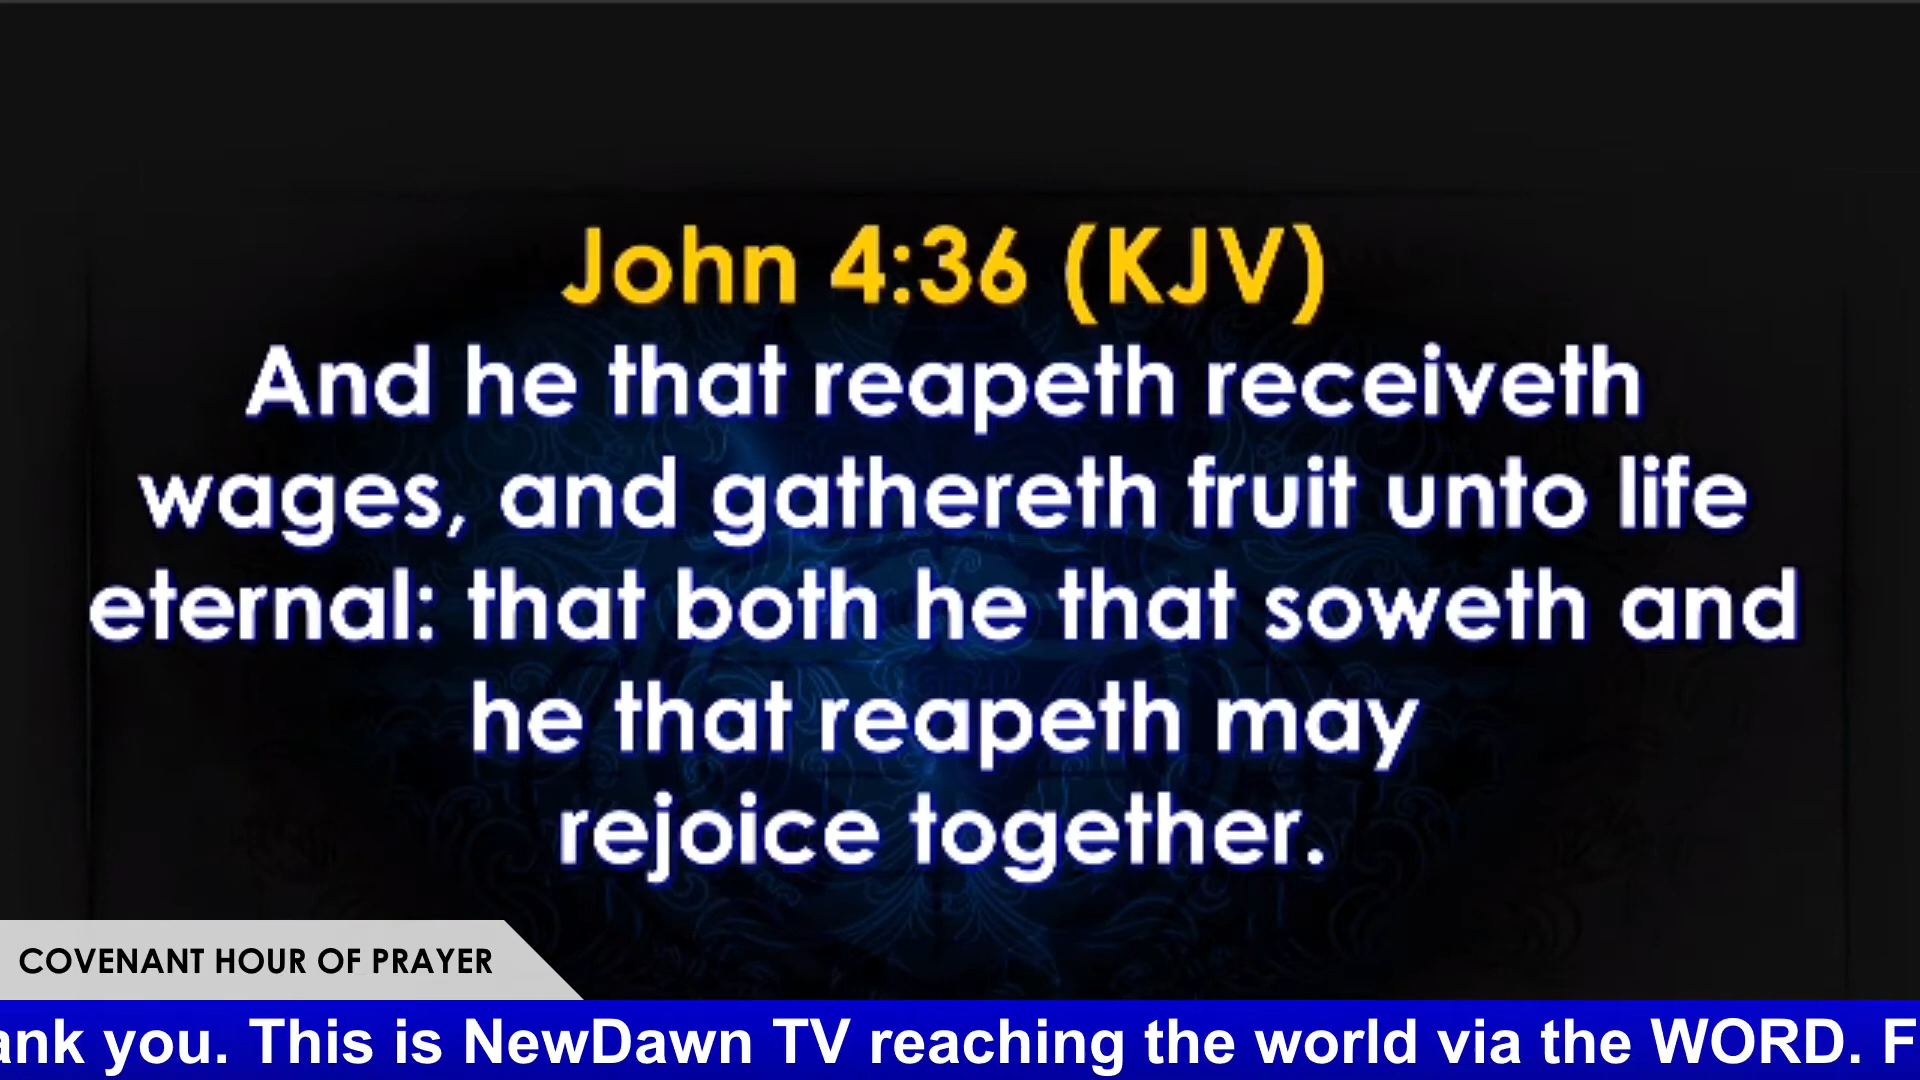 John 4:36 (KJV)
And he that reapeth receiveth
wages, and gathereth fruit unto life
eternal: that both he that soweth and
he that reapeth may
rejoice together.
COVENANT HOUR OF PRAYER
ank you. This is NewDawn TV reaching the world via the WORD. F